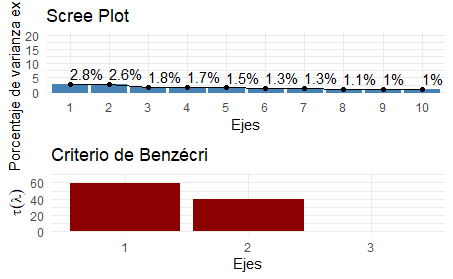 Scree Plot
Porcentaje de varianza ex
20
15
10
5
0
2.8% 2.6% 1.8% 1.7% 1.5% 1.3% 1.3% 1.1% 1% 1%
1 2 3 4 5 6 7 8 9 10
Ejes
Criterio de Benzécri
τ(λ)
60
40
20
0
1 2 3
Ejes